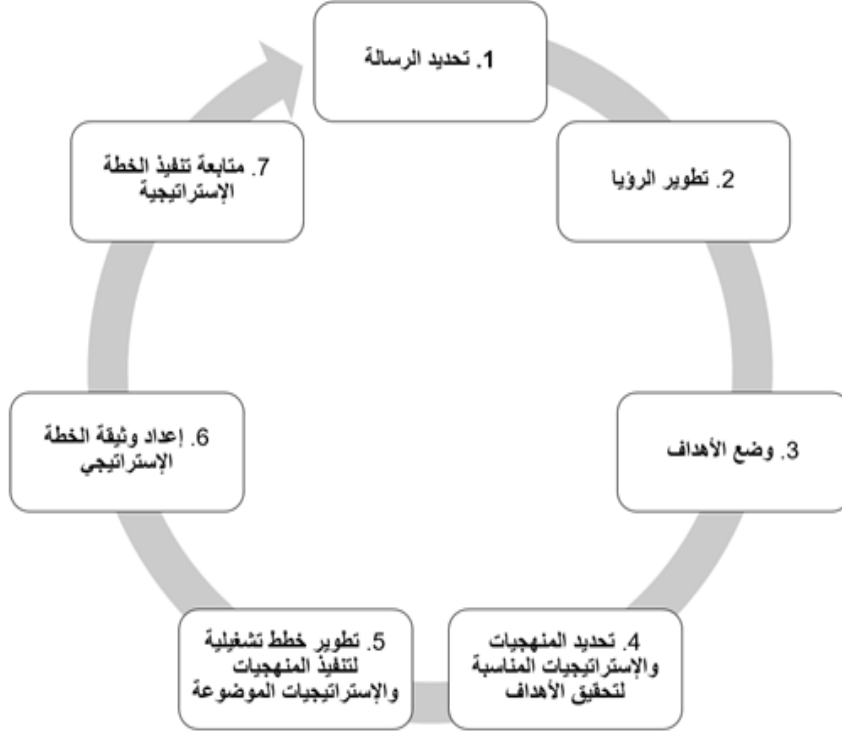 1. تحديد الرسالة
2. تطوير الرؤيا
3. وضع الأهداف
4. تحديد المنهجيات
والإستراتيجيات المناسبة
لتحقيق الأهداف
5. تطوير خطط تشغيلية
لتنفيذ المنهجيات
والإستراتيجيات الموضوعة
6. إعداد وثيقة الخطة
الإستراتيجي
7. متابعة تنفيذ الخطة
الإستراتيجية